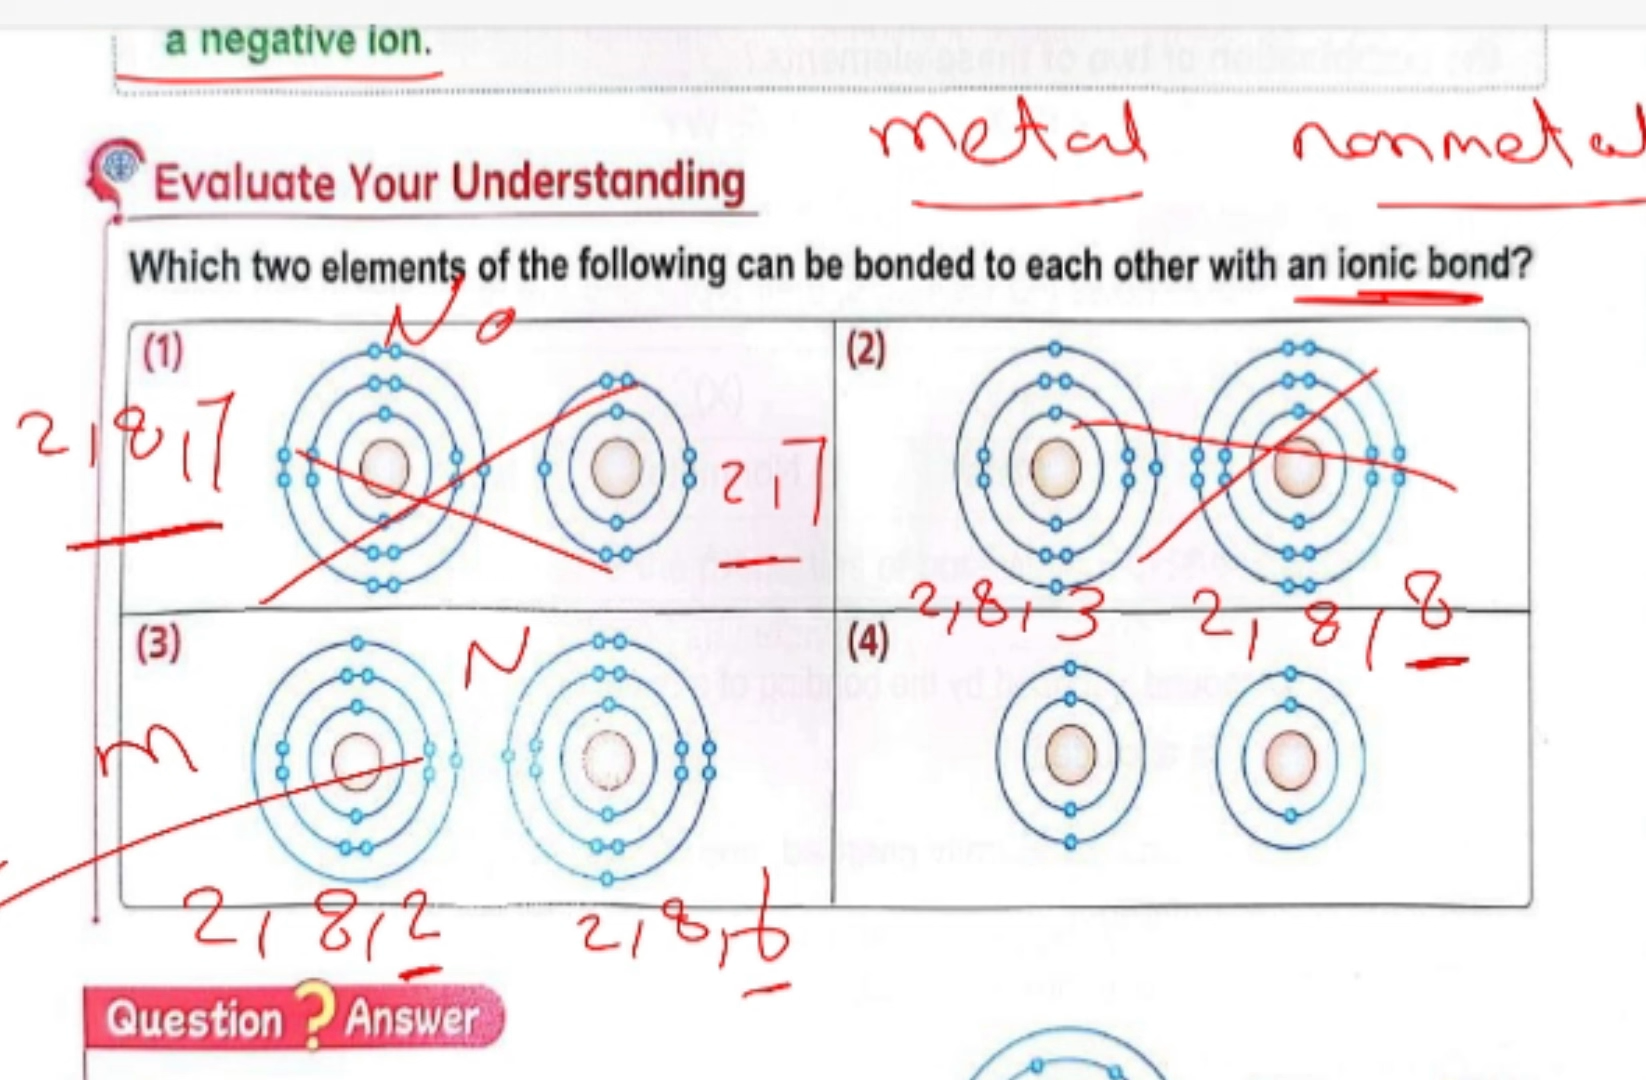 a negative ion.
metal nonmetal
Evaluate Your Understanding
Which two elements of the following can be bonded to each other with an ionic bond?
No
(1)
(2)
2,8,7
2,7
2,8,3
2,8,8
(3)
N
(4)
m
2,8,2
2,8,6
Question ? Answer